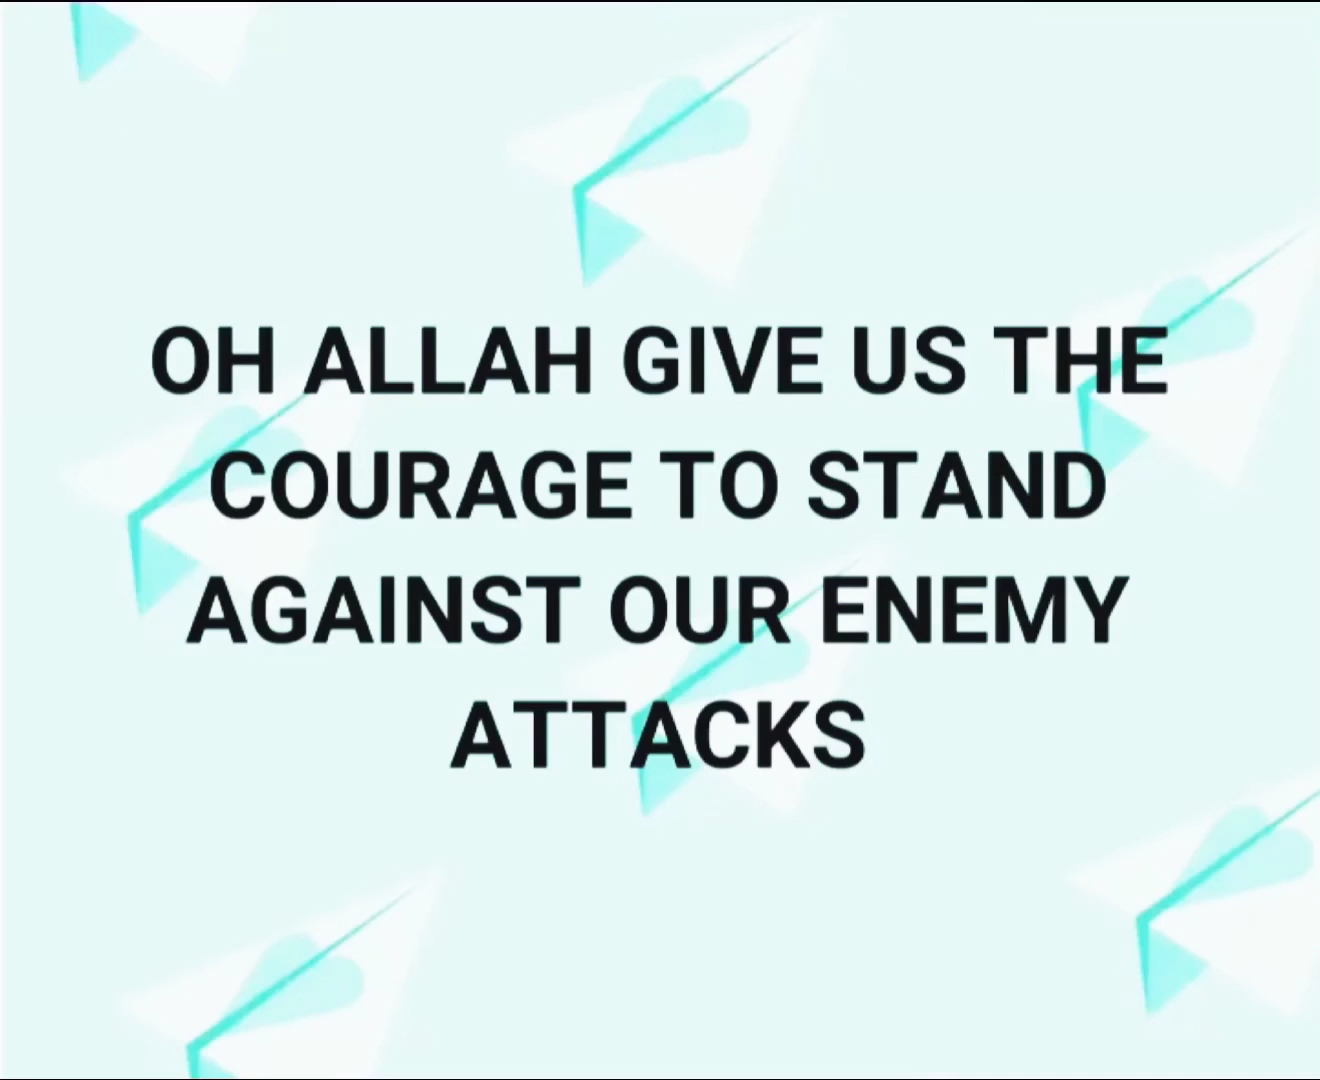 OH ALLAH GIVE US THE
COURAGE TO STAND
AGAINST OUR ENEMY
ATTACKS